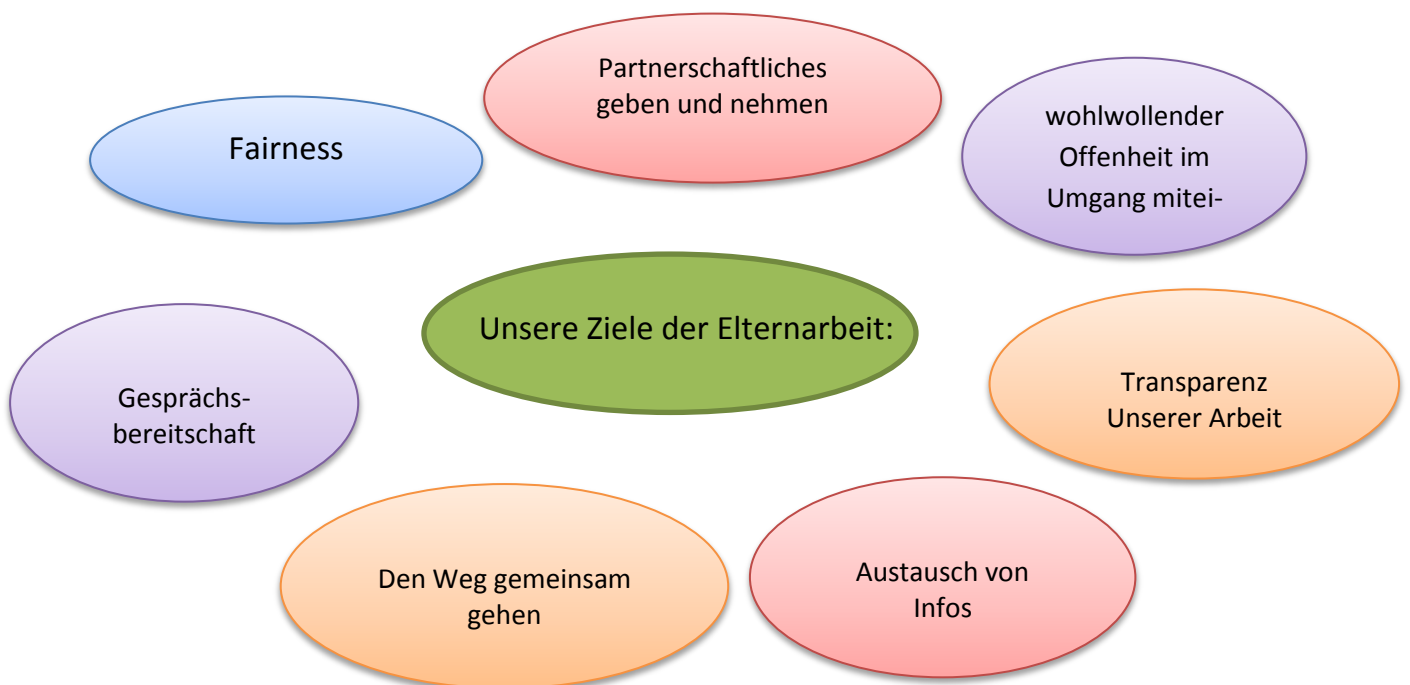 Partnerschaftliches
geben und nehmen
Fairness
wohlwollender
Offenheit im
Umgang mitei-
Unsere Ziele der Elternarbeit:
Gesprächs-
bereitschaft
Transparenz
Unserer Arbeit
Den Weg gemeinsam
gehen
Austausch von
Infos